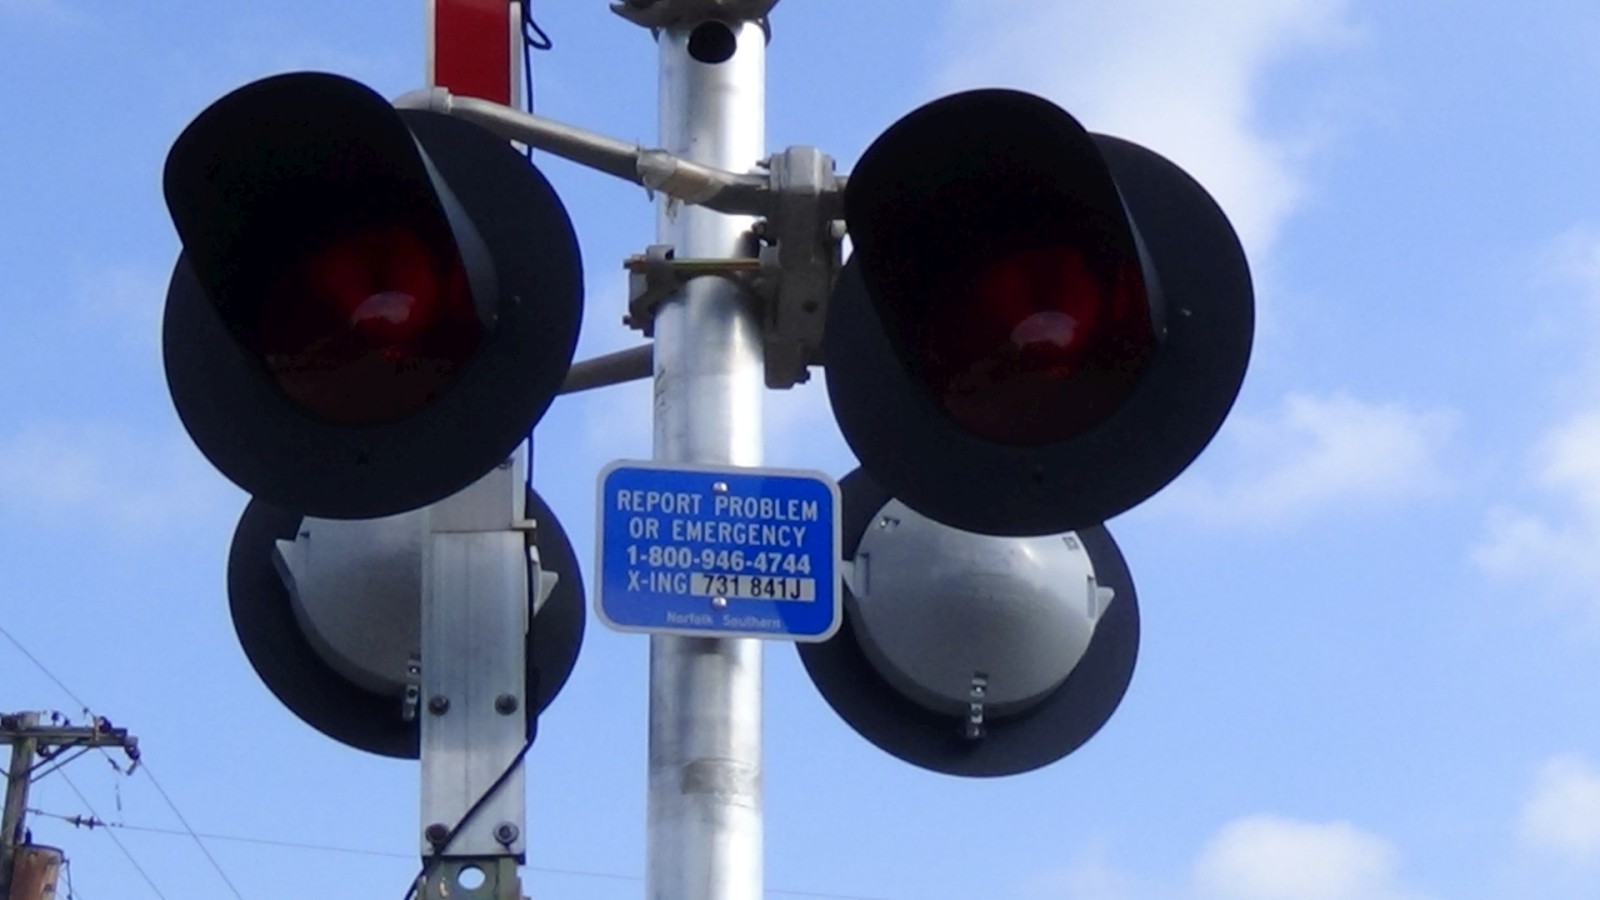 REPORT PROBLEM
OR EMERGENCY
1-800-946-4744
X-ING 731 841J
Norfolk Southern